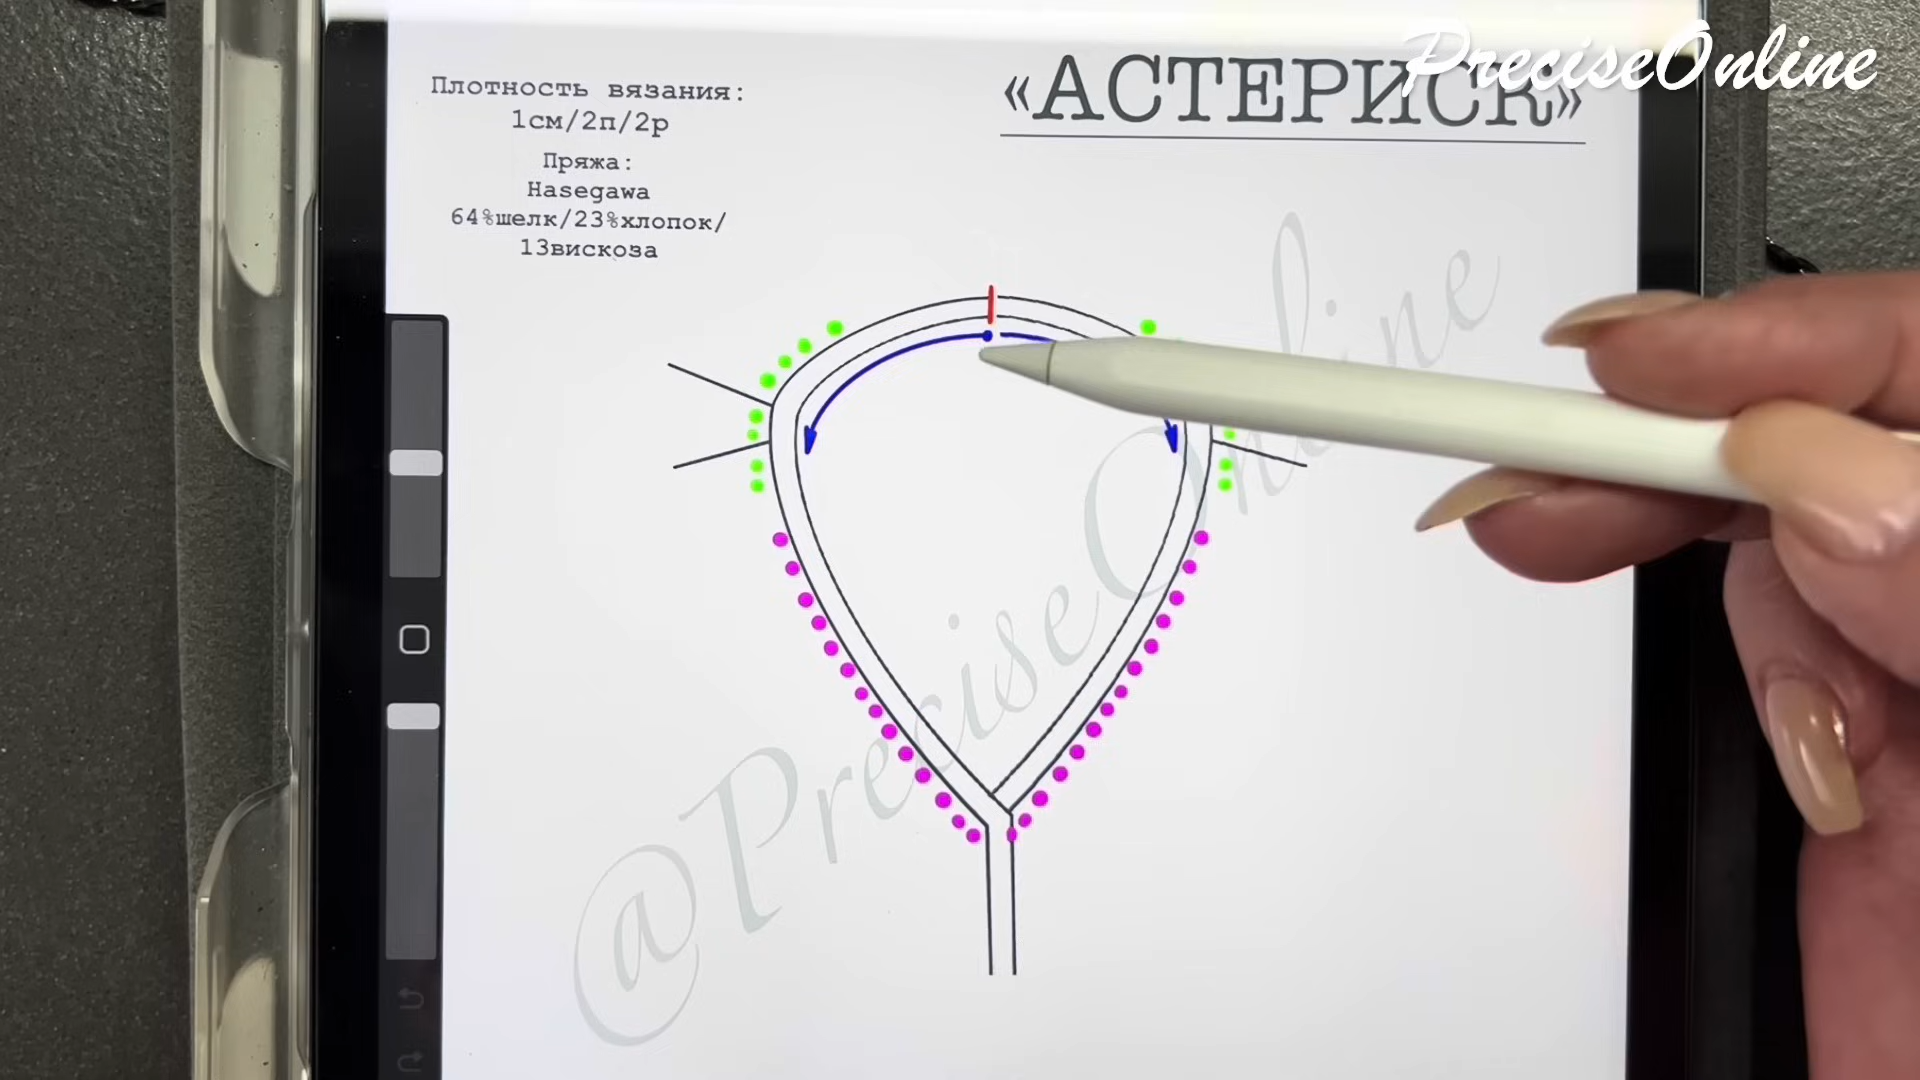 PreciseOnline
«АСТЕРИСК»
Плотность вязания:
1см/2п/2р
Пряжа:
Hasegawa
64%шелк/23%хлопок/
13вискоза
@PreciseOnline